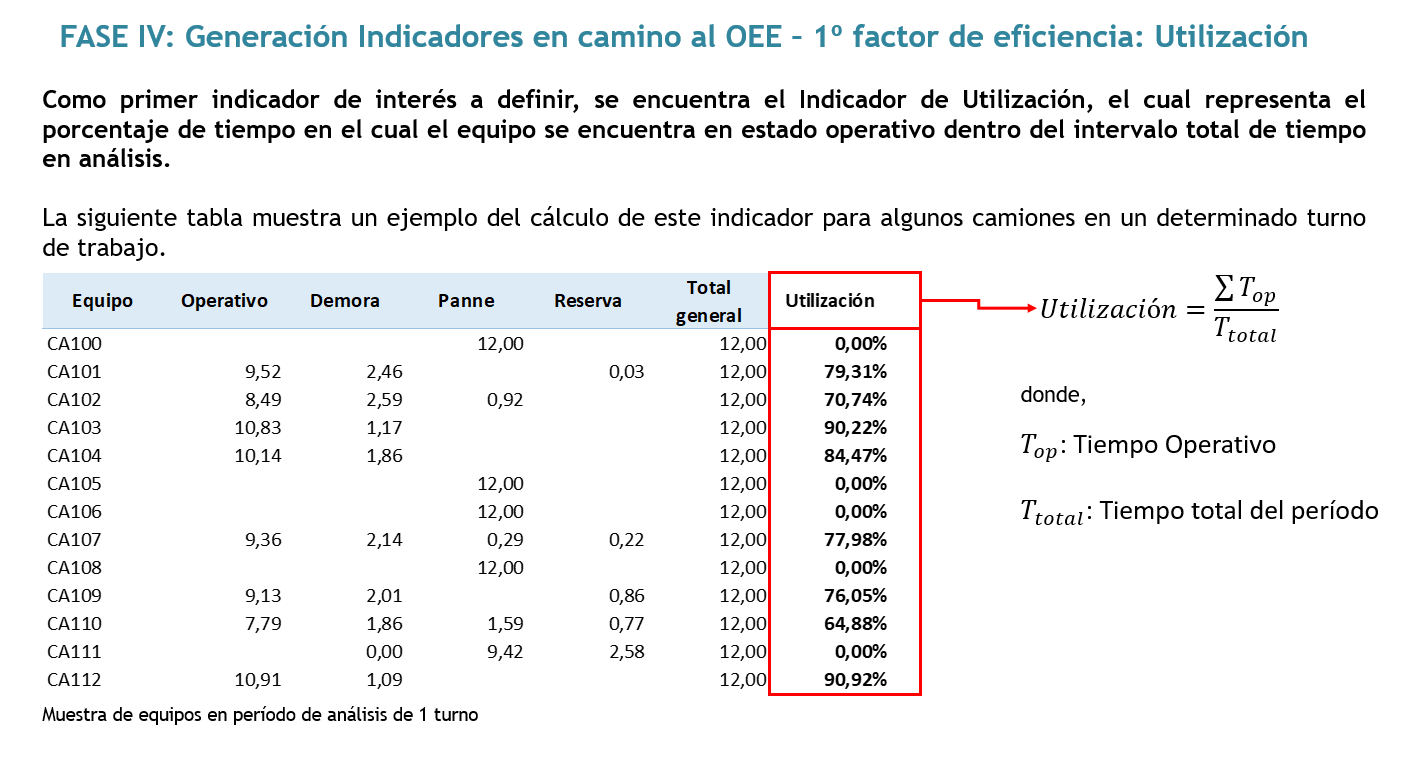 FASE IV: Generación Indicadores en camino al OEE – 1º factor de eficiencia: Utilización
Como primer indicador de interés a definir, se encuentra el Indicador de Utilización, el cual representa el
porcentaje de tiempo en el cual el equipo se encuentra en estado operativo dentro del intervalo total de tiempo
en análisis.
La siguiente tabla muestra un ejemplo del cálculo de este indicador para algunos camiones en un determinado turno
de trabajo.
Equipo Operativo Demora Panne Reserva Total general Utilización
CA100 12,00 12,00 0,00%
CA101 9,52 2,46 0,03 12,00 79,31%
CA102 8,49 2,59 0,92 12,00 70,74%
CA103 10,83 1,17 12,00 90,22%
CA104 10,14 1,86 12,00 84,47%
CA105 12,00 12,00 0,00%
CA106 12,00 12,00 0,00%
CA107 9,36 2,14 0,29 0,22 12,00 77,98%
CA108 12,00 12,00 0,00%
CA109 9,13 2,01 0,86 12,00 76,05%
CA110 7,79 1,86 1,59 0,77 12,00 64,88%
CA111 0,00 9,42 2,58 12,00 0,00%
CA112 10,91 1,09 12,00 90,92%
Muestra de equipos en período de análisis de 1 turno
Utilización = ∑ T_op / T_total
donde,
T_op: Tiempo Operativo
T_total: Tiempo total del período